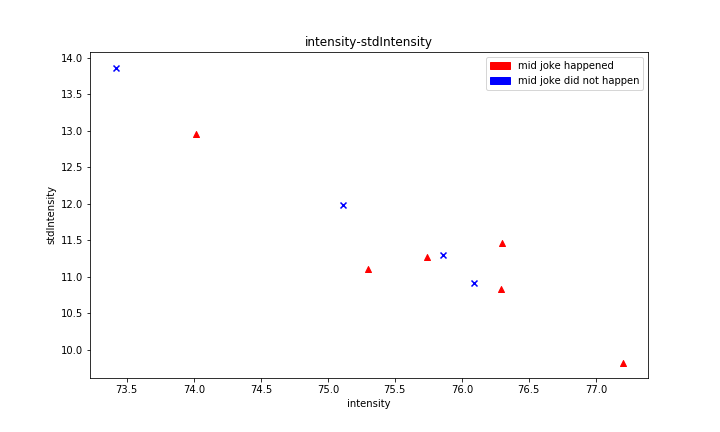 intensity-stdIntensity
mid joke happened
mid joke did not happen
14.0
13.5
13.0
12.5
12.0
11.5
11.0
10.5
10.0
stdIntensity
73.5 74.0 74.5 75.0 75.5 76.0 76.5 77.0
intensity